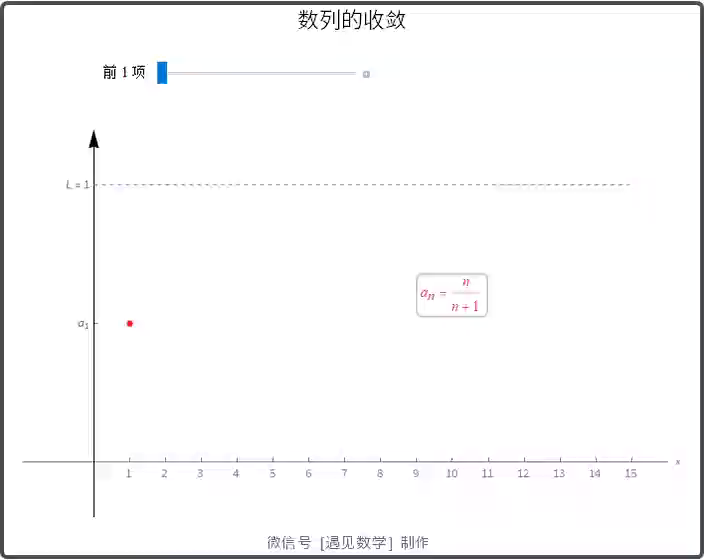 数列的收敛
前 1 项
L = 1
aₙ = n / n + 1
a₁
1 2 3 4 5 6 7 8 9 10 11 12 13 14 15
x
微信号 [遇见数学] 制作